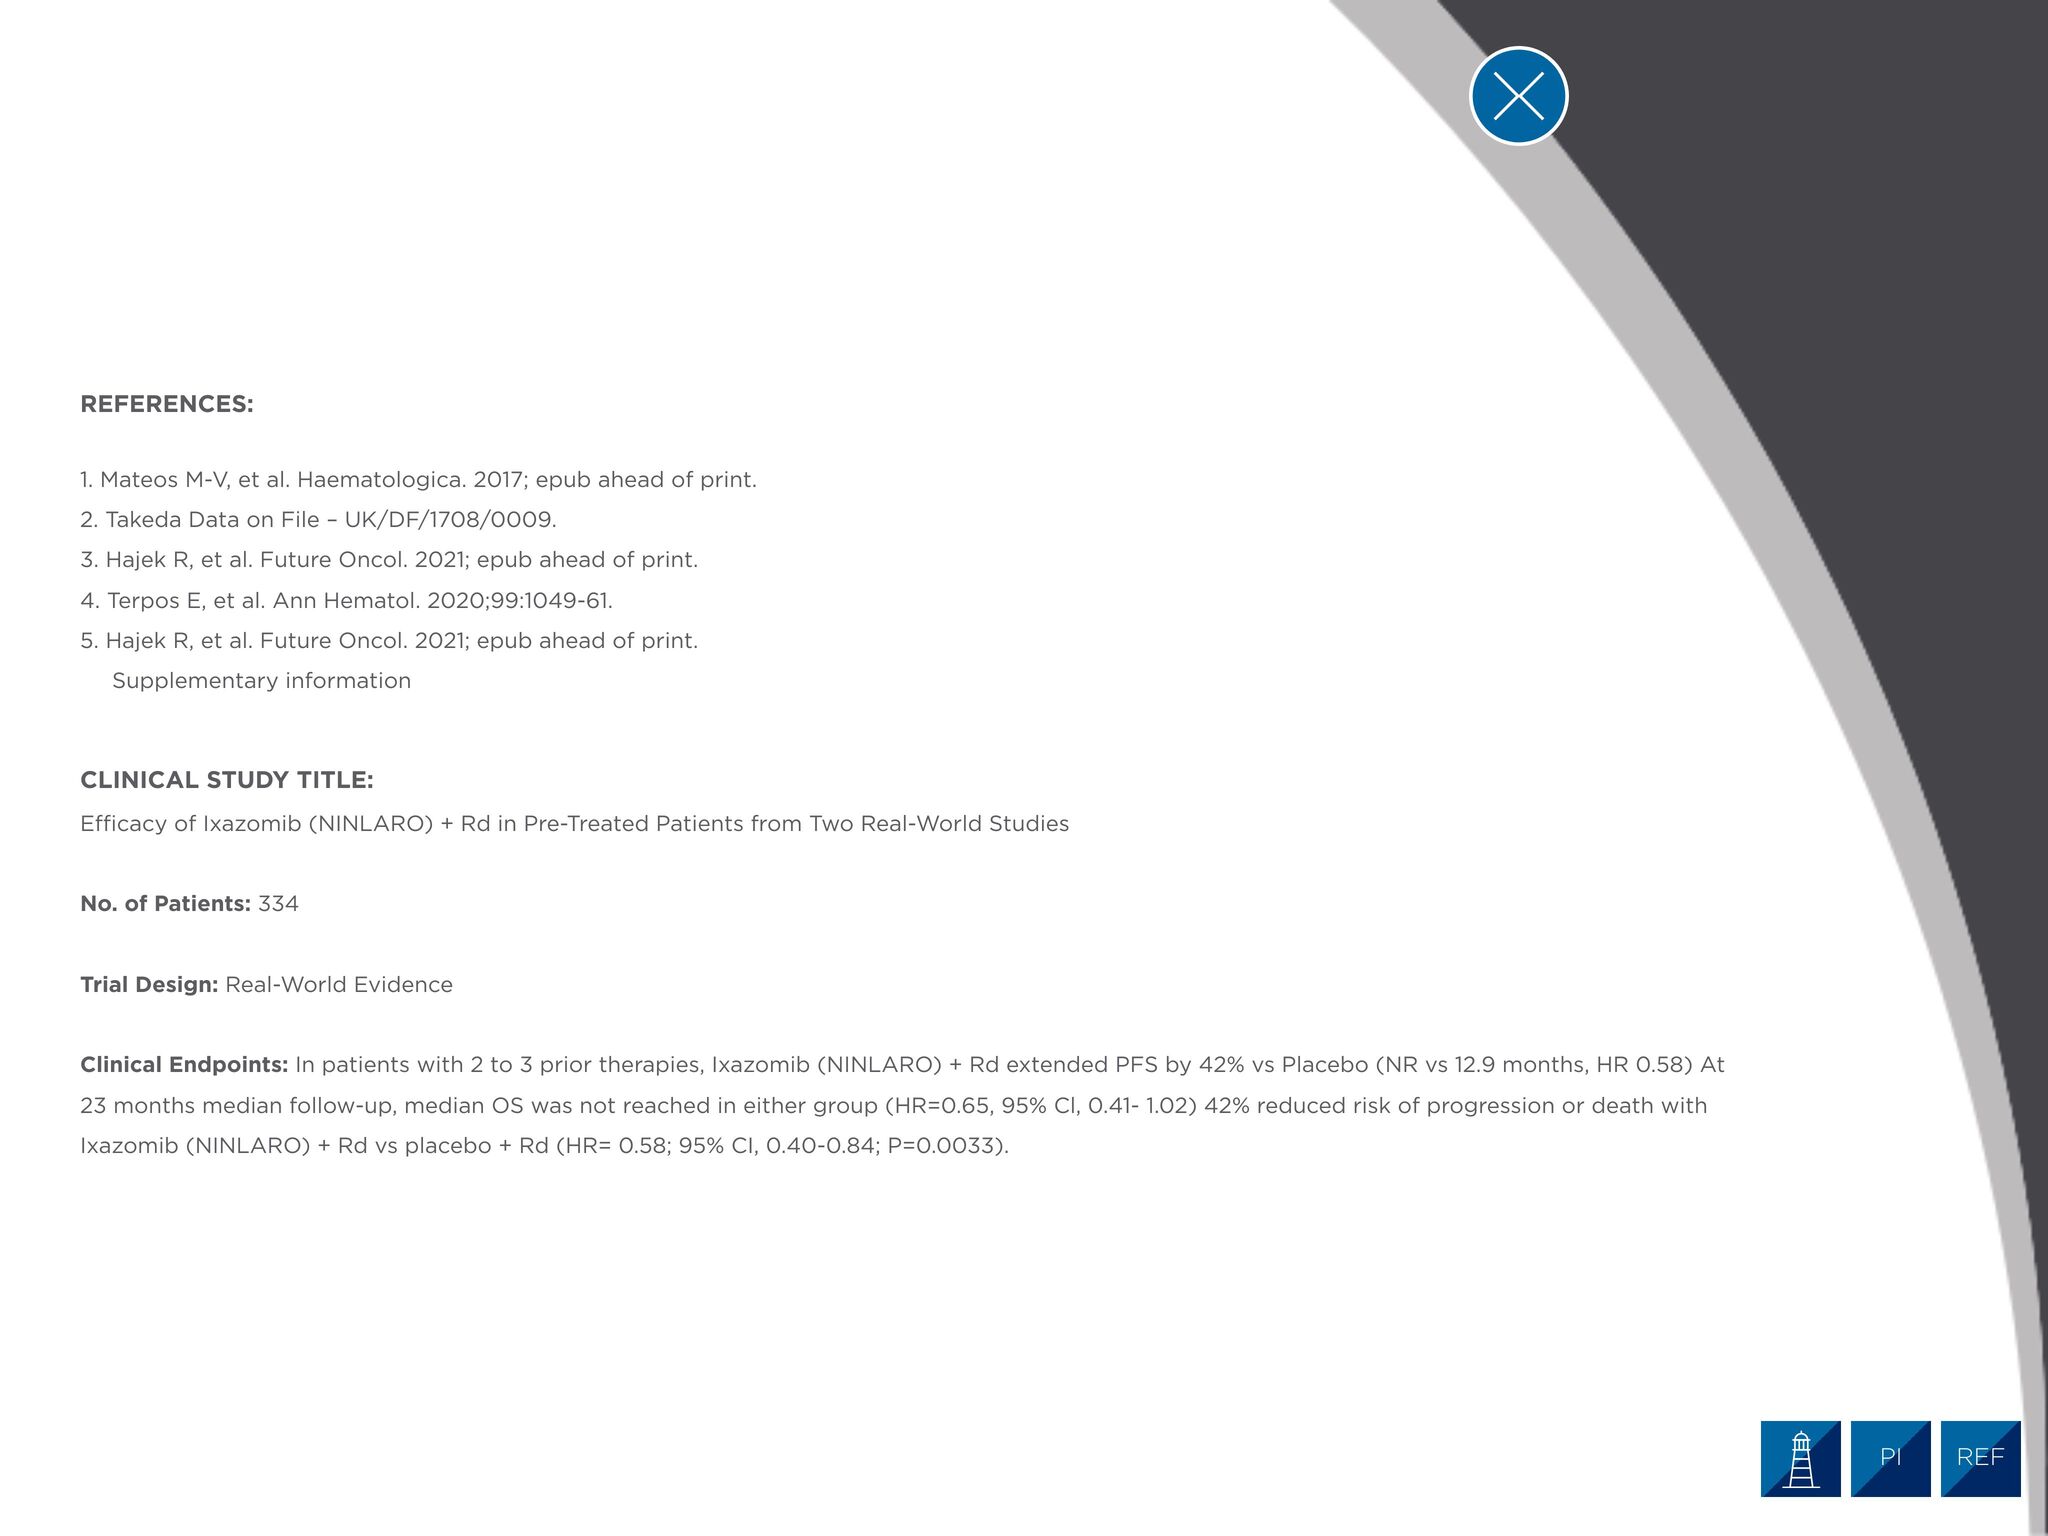 REFERENCES:
1. Mateos M-V, et al. Haematologica. 2017; epub ahead of print.
2. Takeda Data on File – UK/DF/1708/0009.
3. Hajek R, et al. Future Oncol. 2021; epub ahead of print.
4. Terpos E, et al. Ann Hematol. 2020;99:1049-61.
5. Hajek R, et al. Future Oncol. 2021; epub ahead of print.
Supplementary information
CLINICAL STUDY TITLE:
Efficacy of Ixazomib (NINLARO) + Rd in Pre-Treated Patients from Two Real-World Studies
No. of Patients: 334
Trial Design: Real-World Evidence
Clinical Endpoints: In patients with 2 to 3 prior therapies, Ixazomib (NINLARO) + Rd extended PFS by 42% vs Placebo (NR vs 12.9 months, HR 0.58) At
23 months median follow-up, median OS was not reached in either group (HR=0.65, 95% Cl, 0.41- 1.02) 42% reduced risk of progression or death with
Ixazomib (NINLARO) + Rd vs placebo + Rd (HR= 0.58; 95% CI, 0.40-0.84; P=0.0033).
PI
REF